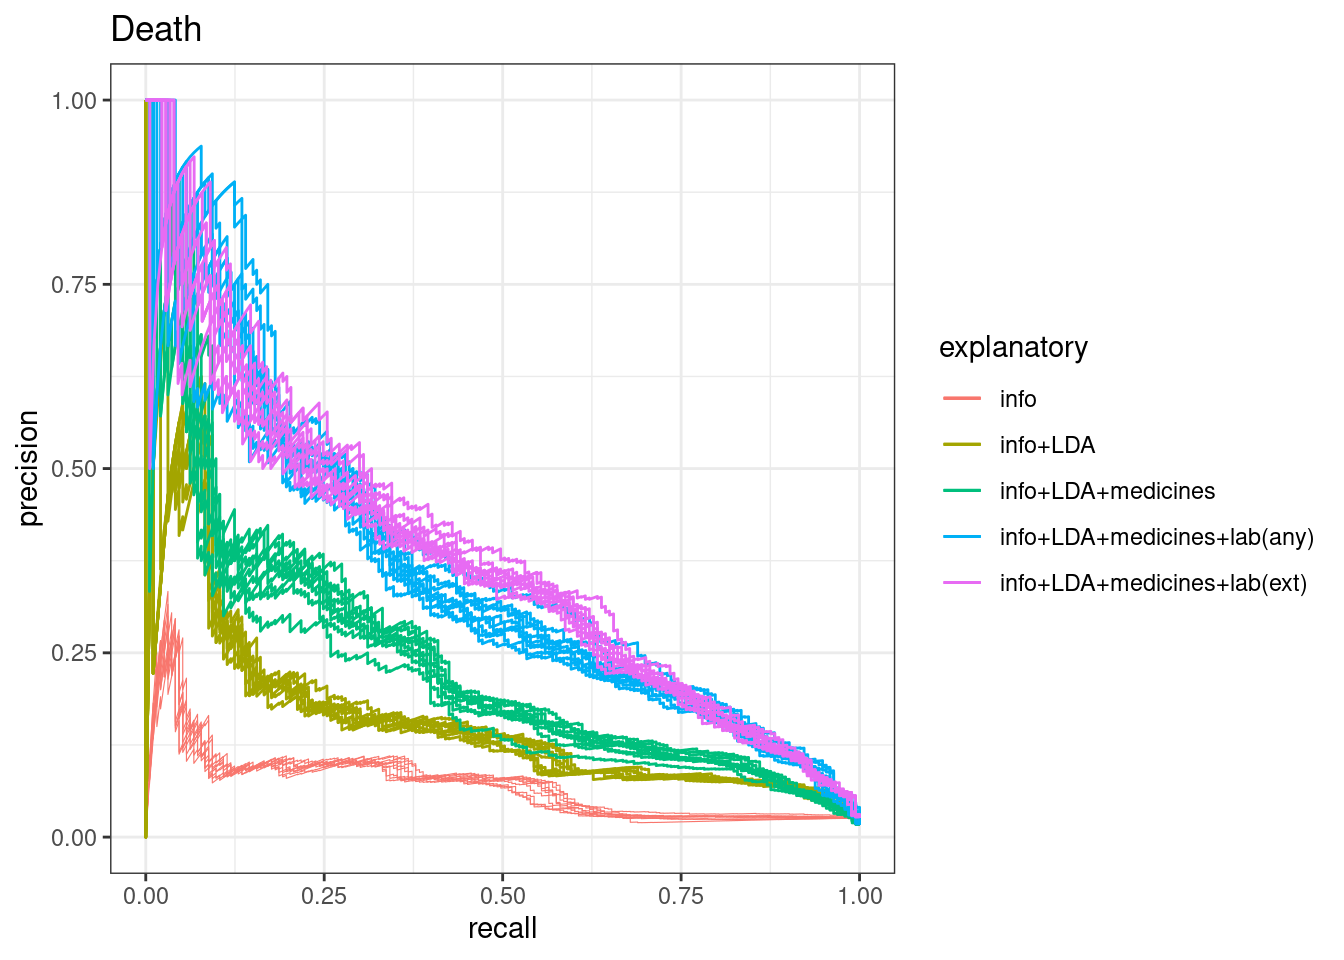 Death
1.00
0.75
0.50
0.25
0.00
precision
0.00 0.25 0.50 0.75 1.00
recall
explanatory
info
info+LDA
info+LDA+medicines
info+LDA+medicines+lab(any)
info+LDA+medicines+lab(ext)